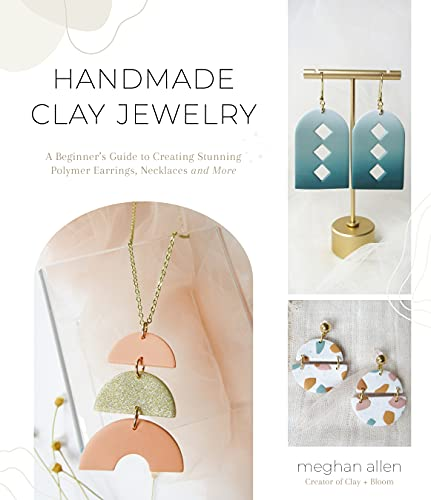 HANDMADE
CLAY JEWELRY
A Beginner's Guide to Creating Stunning
Polymer Earrings, Necklaces and More
meghan allen
Creator of Clay + Bloom